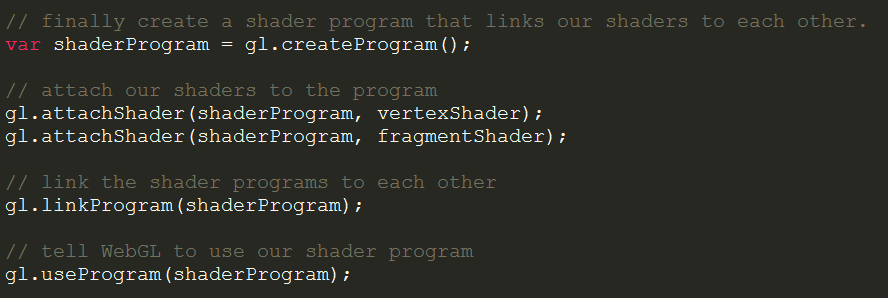 // finally create a shader program that links our shaders to each other.
var shaderProgram = gl.createProgram();
// attach our shaders to the program
gl.attachShader(shaderProgram, vertexShader);
gl.attachShader(shaderProgram, fragmentShader);
// link the shader programs to each other
gl.linkProgram(shaderProgram);
// tell WebGL to use our shader program
gl.useProgram(shaderProgram);